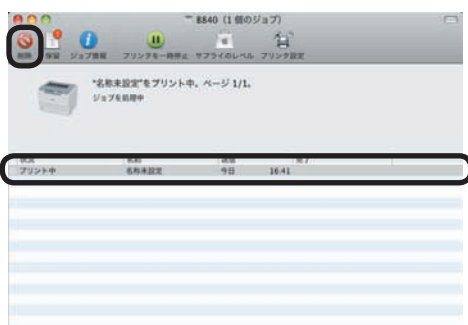 B840 (1 個のジョブ)
削除 保留 ジョブ情報 プリンタを一時停止 サプライのレベル プリンタ設定
"名称未設定"をプリント中、ページ 1/1。
ジョブを処理中
状況 名前 送信 完了
プリント中 名称未設定 今日 16:41